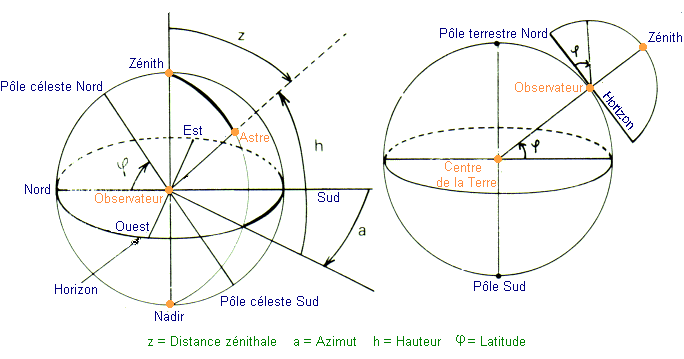 z
Zénith
Pôle céleste Nord
Est
Astre
φ
h
Nord
Observateur
Sud
Ouest
a
Horizon
Pôle céleste Sud
Nadir
Pôle terrestre Nord
Zénith
φ
Observateur
Horizon
φ
Centre
de la Terre
Pôle Sud
z = Distance zénithale a = Azimut h = Hauteur φ = Latitude